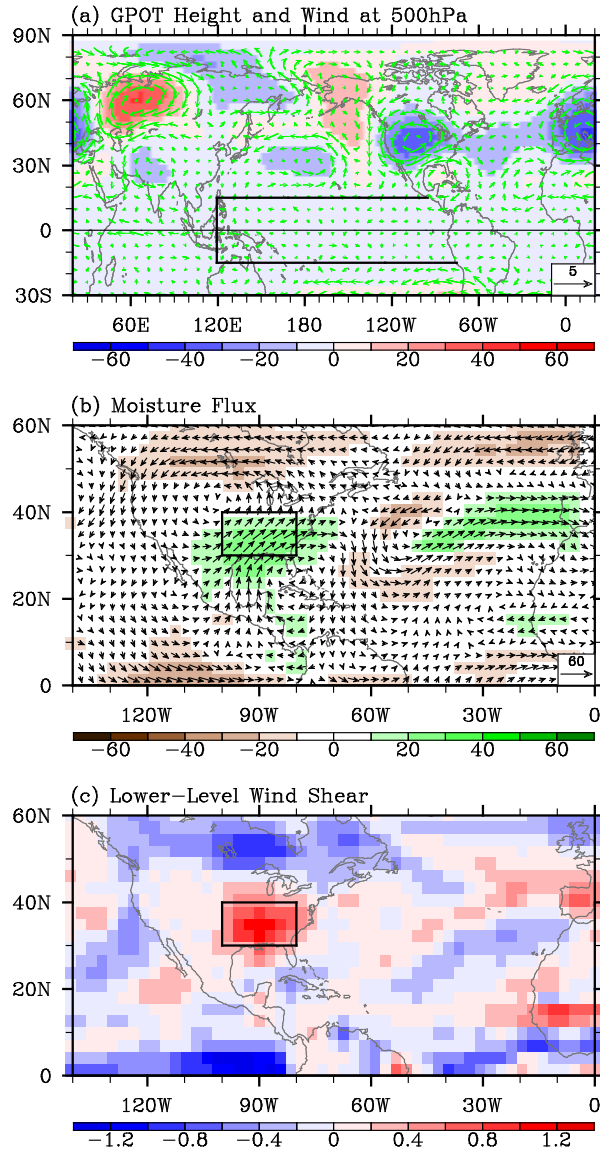 (a) GPOT Height and Wind at 500hPa
90N
60N
30N
0
30S
5
60E 120E 180 120W 60W 0
−60 −40 −20 0 20 40 60
(b) Moisture Flux
60N
40N
20N
0
60
120W 90W 60W 30W 0
−60 −40 −20 0 20 40 60
(c) Lower−Level Wind Shear
60N
40N
20N
0
120W 90W 60W 30W 0
−1.2 −0.8 −0.4 0 0.4 0.8 1.2